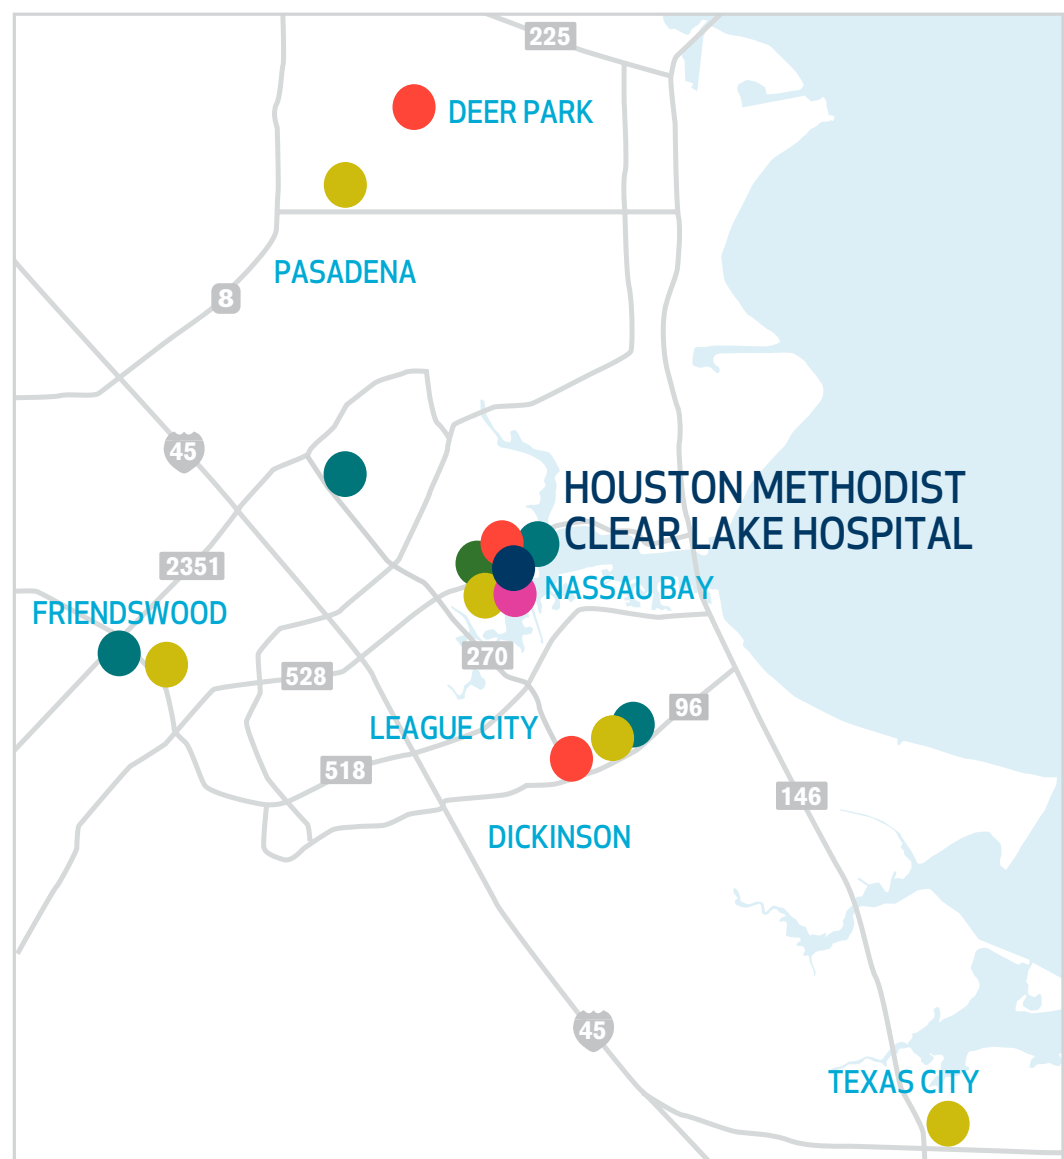 225
DEER PARK
PASADENA
8
45
HOUSTON METHODIST
CLEAR LAKE HOSPITAL
2351
NASSAU BAY
FRIENDSWOOD
270
528
96
LEAGUE CITY
518
146
DICKINSON
45
TEXAS CITY